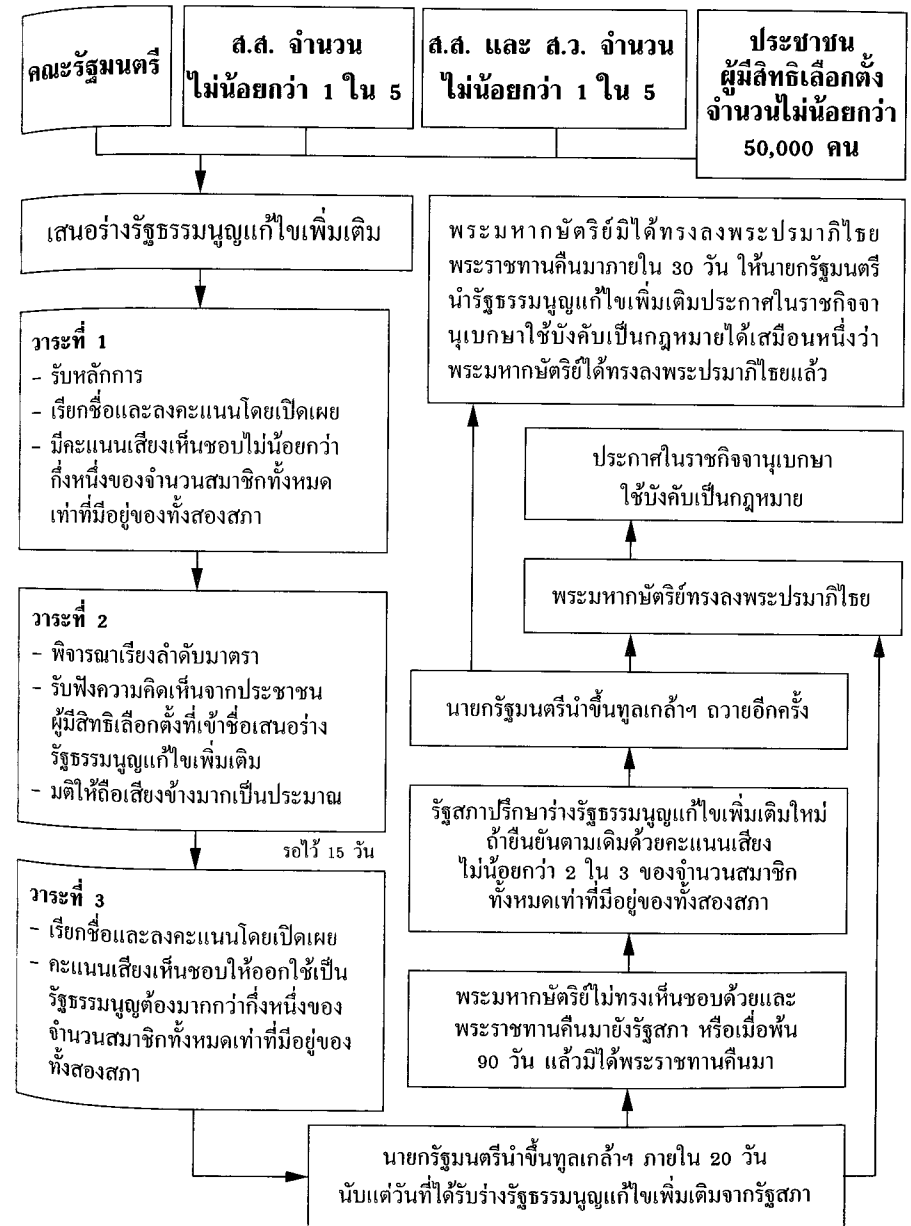 คณะรัฐมนตรี
ส.ส. จำนวน
ไม่น้อยกว่า 1 ใน 5
ส.ส. และ ส.ว. จำนวน
ไม่น้อยกว่า 1 ใน 5
ประชาชน
ผู้มีสิทธิเลือกตั้ง
จำนวนไม่น้อยกว่า
50,000 คน
เสนอร่างรัฐธรรมนูญแก้ไขเพิ่มเติม
วาระที่ 1
- รับหลักการ
- เรียกชื่อและลงคะแนนโดยเปิดเผย
- มีคะแนนเสียงเห็นชอบไม่น้อยกว่า
กึ่งหนึ่งของจำนวนสมาชิกทั้งหมด
เท่าที่มีอยู่ของทั้งสองสภา
วาระที่ 2
- พิจารณาเรียงลำดับมาตรา
- รับฟังความคิดเห็นจากประชาชน
ผู้มีสิทธิเลือกตั้งที่เข้าชื่อเสนอร่าง
รัฐธรรมนูญแก้ไขเพิ่มเติม
- มติให้ถือเสียงข้างมากเป็นประมาณ
รอไว้ 15 วัน
วาระที่ 3
- เรียกชื่อและลงคะแนนโดยเปิดเผย
- คะแนนเสียงเห็นชอบให้ออกใช้เป็น
รัฐธรรมนูญต้องมากกว่ากึ่งหนึ่งของ
จำนวนสมาชิกทั้งหมดเท่าที่มีอยู่ของ
ทั้งสองสภา
นายกรัฐมนตรีนำขึ้นทูลเกล้าฯ ภายใน 20 วัน
นับแต่วันที่ได้รับร่างรัฐธรรมนูญแก้ไขเพิ่มเติมจากรัฐสภา
พระมหากษัตริย์ไม่ทรงเห็นชอบด้วยและ
พระราชทานคืนมายังรัฐสภา หรือเมื่อพ้น
90 วัน แล้วมิได้พระราชทานคืนมา
รัฐสภาปรึกษาร่างรัฐธรรมนูญแก้ไขเพิ่มเติมใหม่
ถ้ายืนยันตามเดิมด้วยคะแนนเสียง
ไม่น้อยกว่า 2 ใน 3 ของจำนวนสมาชิก
ทั้งหมดเท่าที่มีอยู่ของทั้งสองสภา
นายกรัฐมนตรีนำขึ้นทูลเกล้าฯ ถวายอีกครั้ง
พระมหากษัตริย์ทรงลงพระปรมาภิไธย
ประกาศในราชกิจจานุเบกษา
ใช้บังคับเป็นกฎหมาย
พระมหากษัตริย์มิได้ทรงลงพระปรมาภิไธย
พระราชทานคืนมาภายใน 30 วัน ให้นายกรัฐมนตรี
นำรัฐธรรมนูญแก้ไขเพิ่มเติมประกาศในราชกิจจา
นุเบกษาใช้บังคับเป็นกฎหมายได้เสมือนหนึ่งว่า
พระมหากษัตริย์ได้ทรงลงพระปรมาภิไธยแล้ว